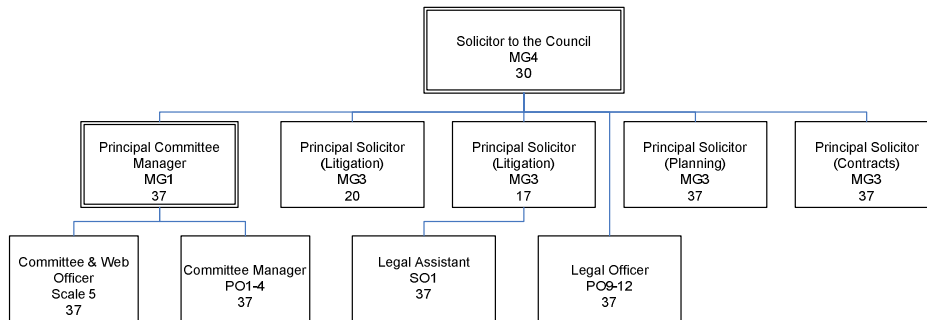 Solicitor to the Council
MG4
30
Principal Committee
Manager
MG1
37
Principal Solicitor
(Litigation)
MG3
20
Principal Solicitor
(Litigation)
MG3
17
Principal Solicitor
(Planning)
MG3
37
Principal Solicitor
(Contracts)
MG3
37
Committee & Web
Officer
Scale 5
37
Committee Manager
PO1-4
37
Legal Assistant
SO1
37
Legal Officer
PO9-12
37